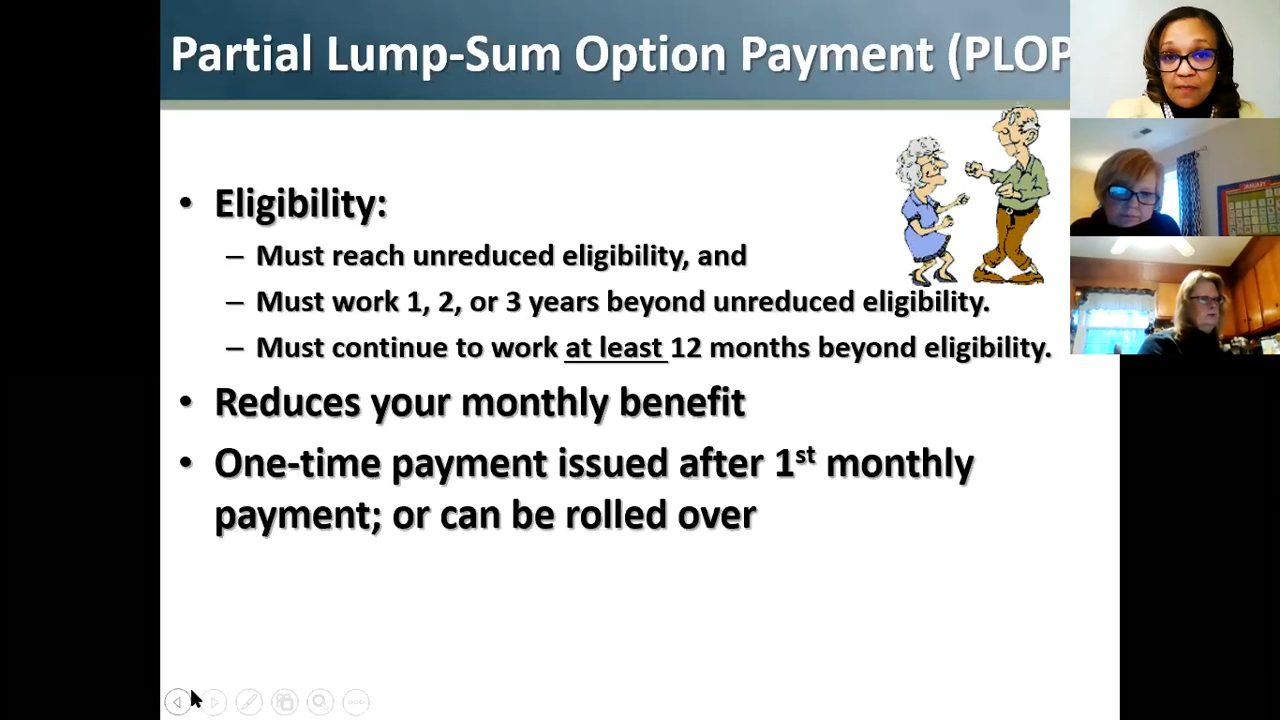 Partial Lump-Sum Option Payment (PLOP
• Eligibility:
– Must reach unreduced eligibility, and
– Must work 1, 2, or 3 years beyond unreduced eligibility.
– Must continue to work at least 12 months beyond eligibility.
• Reduces your monthly benefit
• One-time payment issued after 1st monthly
payment; or can be rolled over